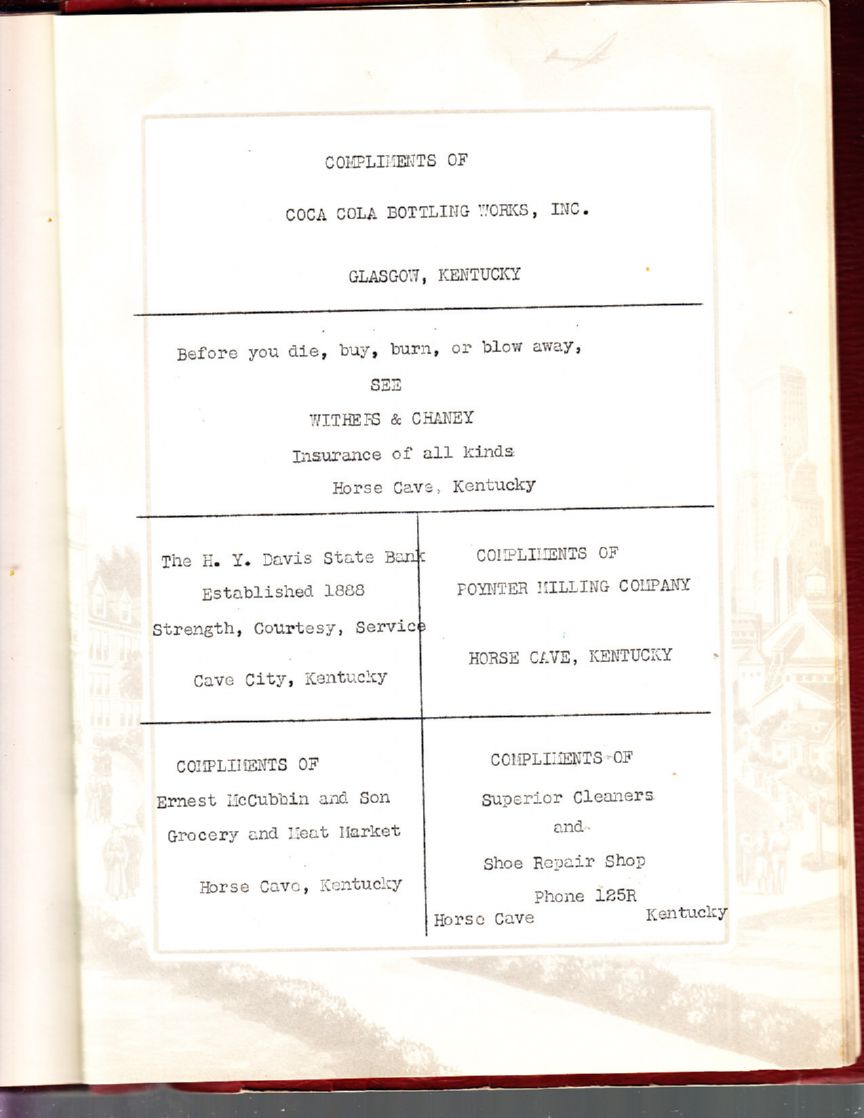 COMPLIMENTS OF
COCA COLA BOTTLING WORKS, INC.
GLASGOW, KENTUCKY
Before you die, buy, burn, or blow away,
SEE
WITHERS & CHANEY
Insurance of all kinds
Horse Cave, Kentucky
The H. Y. Davis State Bank
Established 1888
Strength, Courtesy, Service
Cave City, Kentucky
COMPLIMENTS OF
POYNTER MILLING COMPANY
HORSE CAVE, KENTUCKY
COMPLIMENTS OF
Ernest McCubbin and Son
Grocery and Meat Market
Horse Cave, Kentucky
COMPLIMENTS OF
Superior Cleaners
and
Shoe Repair Shop
Phone 125R
Horse Cave Kentucky